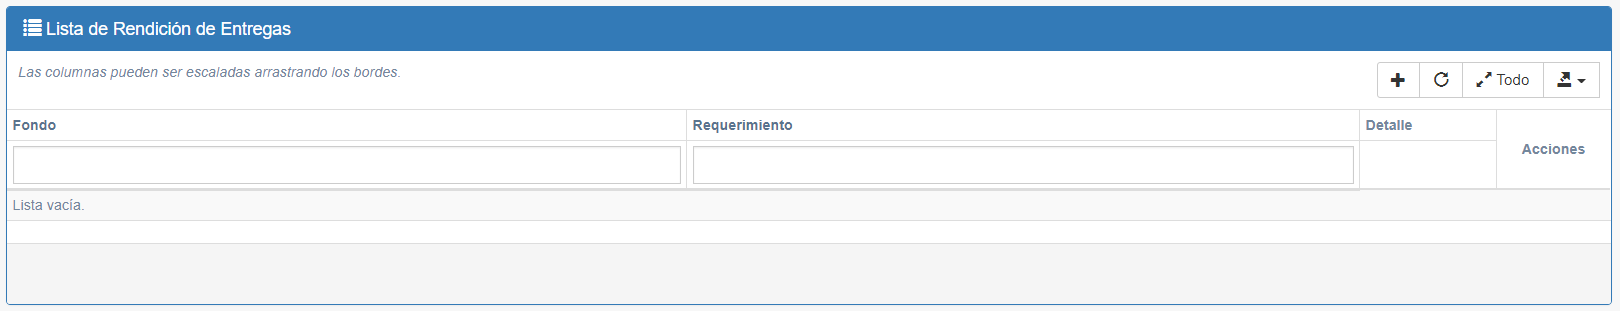 Lista de Rendición de Entregas
Las columnas pueden ser escaladas arrastrando los bordes.
Todo
Fondo Requerimiento Detalle Acciones
Lista vacía.